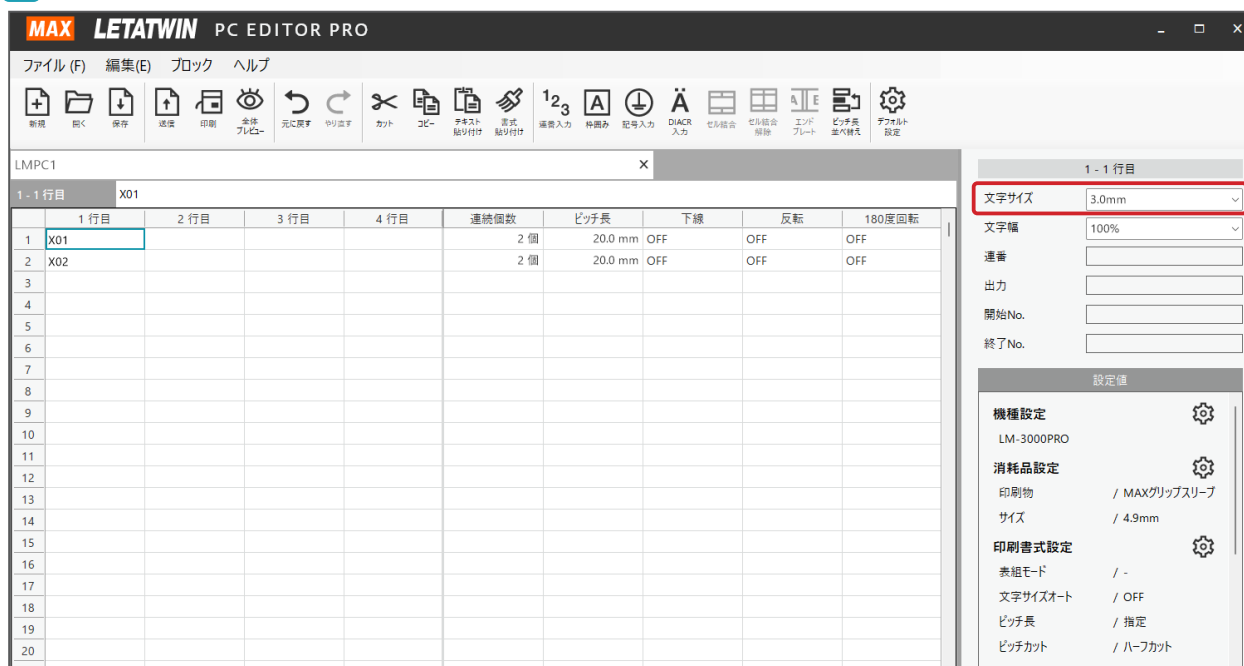 MAX LETATWIN PC EDITOR PRO
ファイル (F) 編集(E) ブロック ヘルプ
新規 開く 保存 送信 印刷 全体プレビュー 元に戻す やり直す カット コピー テキスト貼り付け 書式貼り付け 連番入力 枠囲み 記号入力 DIACR入力 セル結合 セル結合解除 エンドプレート ピッチ長並べ替え デフォルト設定
LMPC1
1 - 1 行目 X01
1 行目 2 行目 3 行目 4 行目 連続個数 ピッチ長 下線 反転 180度回転
1 X01 2 個 20.0 mm OFF OFF OFF
2 X02 2 個 20.0 mm OFF OFF OFF
3
4
5
6
7
8
9
10
11
12
13
14
15
16
17
18
19
20
1 - 1 行目
文字サイズ 3.0mm
文字幅 100%
連番
出力
開始No.
終了No.
設定値
機種設定
LM-3000PRO
消耗品設定
印刷物 / MAXグリップスリーブ
サイズ / 4.9mm
印刷書式設定
表組モード / -
文字サイズオート / OFF
ピッチ長 / 指定
ピッチカット / ハーフカット